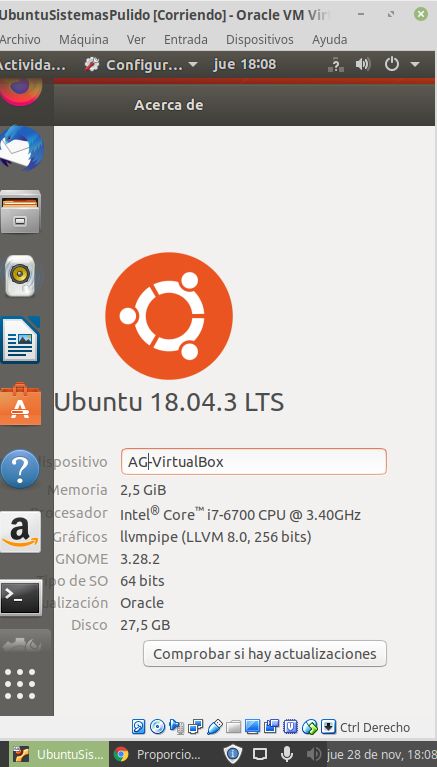 UbuntuSistemasPulido [Corriendo] - Oracle VM Virt
Archivo Máquina Ver Entrada Dispositivos Ayuda
Activida... Configur... jue 18:08
Acerca de
Ubuntu 18.04.3 LTS
ispositivo AG-VirtualBox
Memoria 2,5 GiB
Procesador Intel® Core™ i7-6700 CPU @ 3.40GHz
Gráficos llvmpipe (LLVM 8.0, 256 bits)
GNOME 3.28.2
Tipo de SO 64 bits
ualización Oracle
Disco 27,5 GB
Comprobar si hay actualizaciones
Ctrl Derecho
UbuntuSis... Proporcio... jue 28 de nov, 18:08